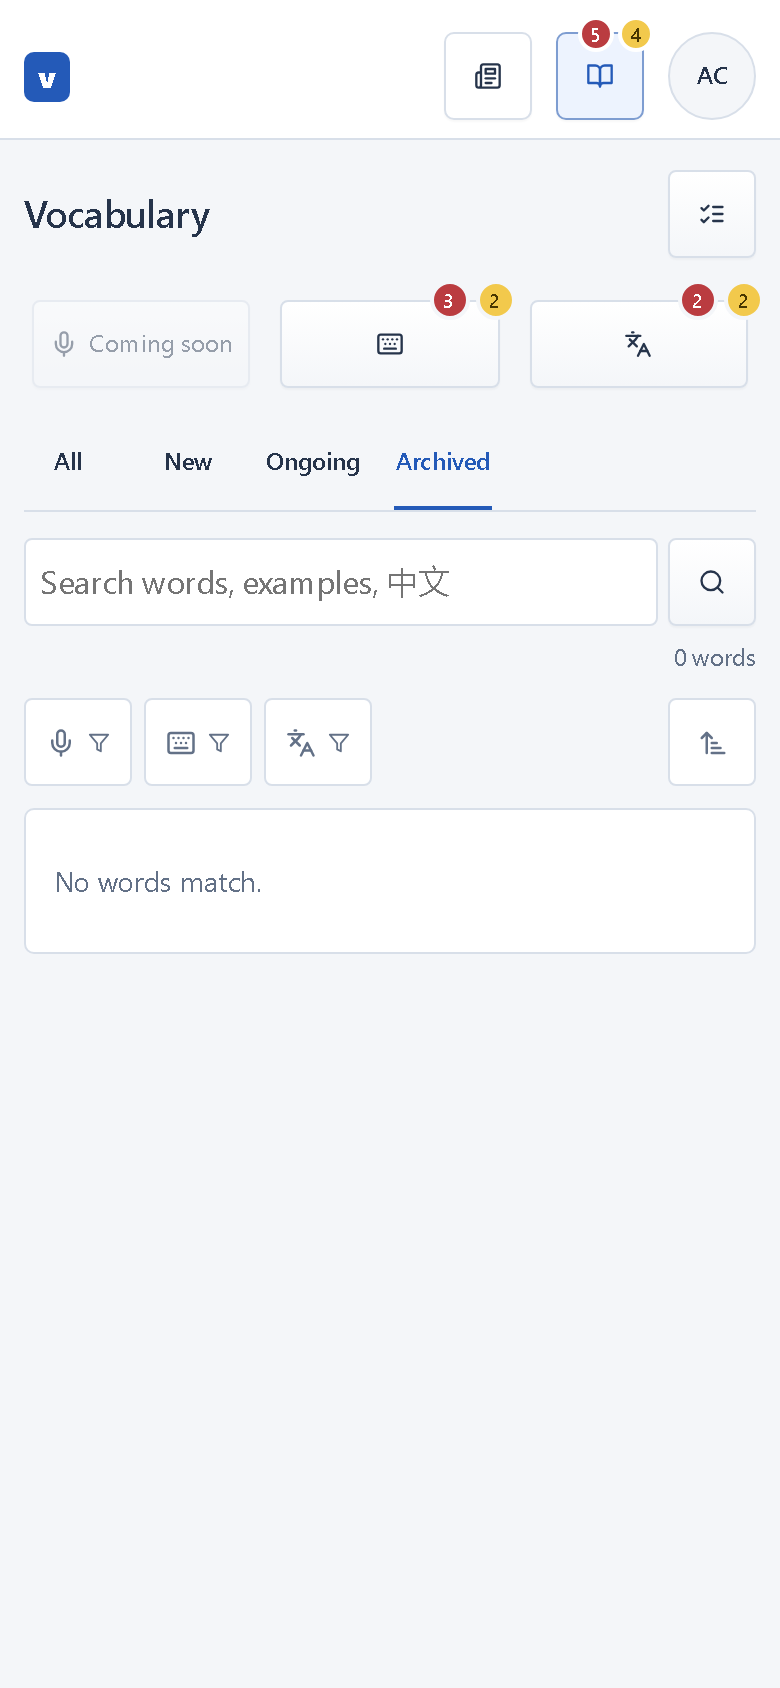 v
5
4
AC
Vocabulary
Coming soon
3
2
2
2
All
New
Ongoing
Archived
Search words, examples, 中文
0 words
No words match.